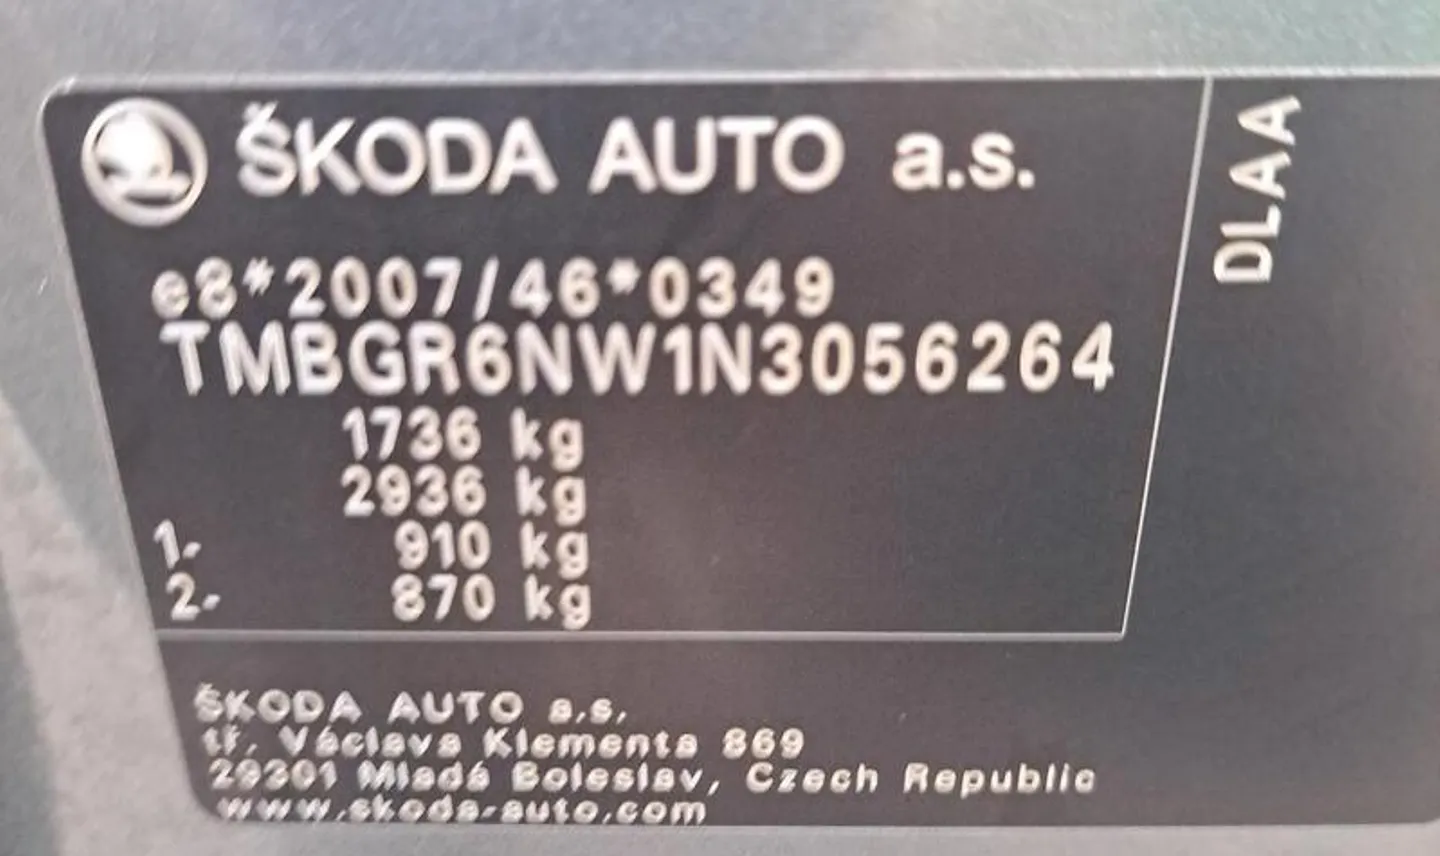 ŠKODA AUTO a.s.
DLAA
e8*2007/46*0349
TMBGR6NW1N3056264
1736 kg
2936 kg
1- 910 kg
2- 870 kg
ŠKODA AUTO a.s.
tř. Václava Klementa 869
29301 Mladá Boleslav, Czech Republic
www.skoda-auto.com